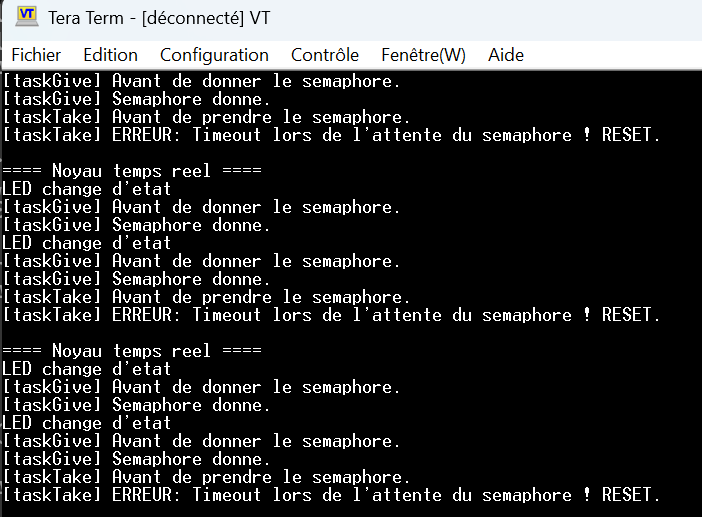 VT Tera Term - [déconnecté] VT
Fichier Edition Configuration Contrôle Fenêtre(W) Aide
[taskGive] Avant de donner le semaphore.
[taskGive] Semaphore donne.
[taskTake] Avant de prendre le semaphore.
[taskTake] ERREUR: Timeout lors de l'attente du semaphore ! RESET.
==== Noyau temps reel ====
LED change d'etat
[taskGive] Avant de donner le semaphore.
[taskGive] Semaphore donne.
LED change d'etat
[taskGive] Avant de donner le semaphore.
[taskGive] Semaphore donne.
[taskTake] Avant de prendre le semaphore.
[taskTake] ERREUR: Timeout lors de l'attente du semaphore ! RESET.
==== Noyau temps reel ====
LED change d'etat
[taskGive] Avant de donner le semaphore.
[taskGive] Semaphore donne.
LED change d'etat
[taskGive] Avant de donner le semaphore.
[taskGive] Semaphore donne.
[taskTake] Avant de prendre le semaphore.
[taskTake] ERREUR: Timeout lors de l'attente du semaphore ! RESET.